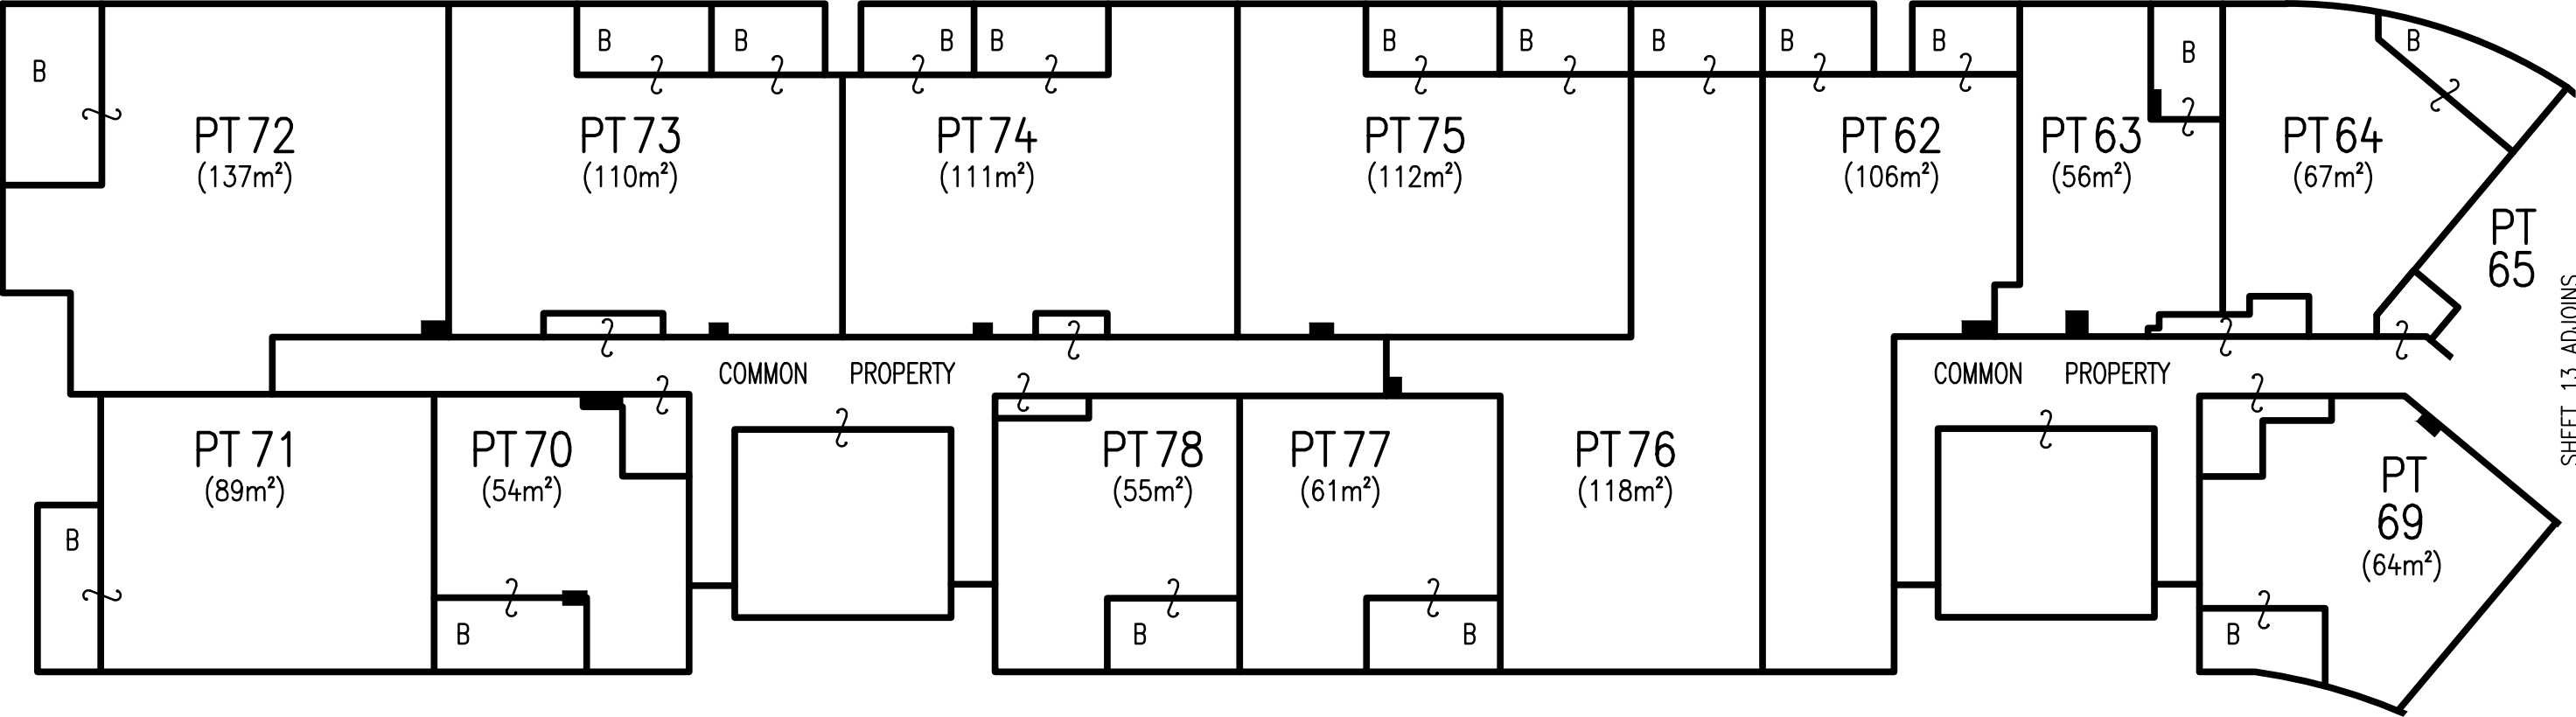 B B B B B B B B B B B B
PT 72
(137m²)
PT 73
(110m²)
PT 74
(111m²)
PT 75
(112m²)
PT 62
(106m²)
PT 63
(56m²)
PT 64
(67m²)
PT
65
SHEET 13 ADJOINS
COMMON PROPERTY
COMMON PROPERTY
PT 71
(89m²)
PT 70
(54m²)
PT 78
(55m²)
PT 77
(61m²)
PT 76
(118m²)
PT
69
(64m²)
B
B
B
B
B